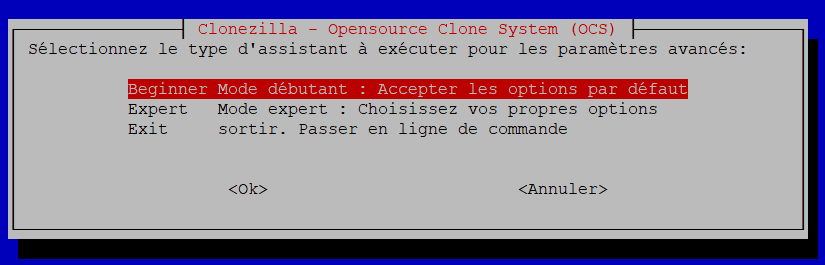 Clonezilla - Opensource Clone System (OCS)
Sélectionnez le type d'assistant à exécuter pour les paramètres avancés:
Beginner Mode débutant : Accepter les options par défaut
Expert Mode expert : Choisissez vos propres options
Exit sortir. Passer en ligne de commande
<Ok> <Annuler>